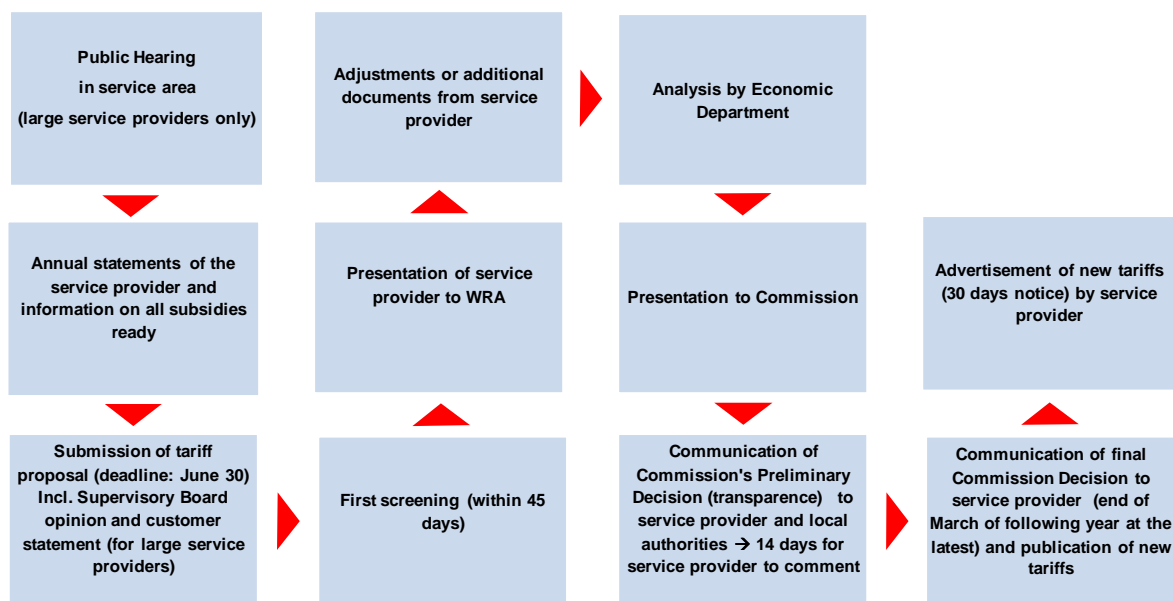 Public Hearing
in service area
(large service providers only)
Annual statements of the
service provider and
information on all subsidies
ready
Submission of tariff
proposal (deadline: June 30)
Incl. Supervisory Board
opinion and customer
statement (for large service
providers)
First screening (within 45
days)
Presentation of service
provider to WRA
Adjustments or additional
documents from service
provider
Analysis by Economic
Department
Presentation to Commission
Communication of
Commission's Preliminary
Decision (transparence) to
service provider and local
authorities → 14 days for
service provider to comment
Communication of final
Commission Decision to
service provider (end of
March of following year at the
latest) and publication of new
tariffs
Advertisement of new tariffs
(30 days notice) by service
provider